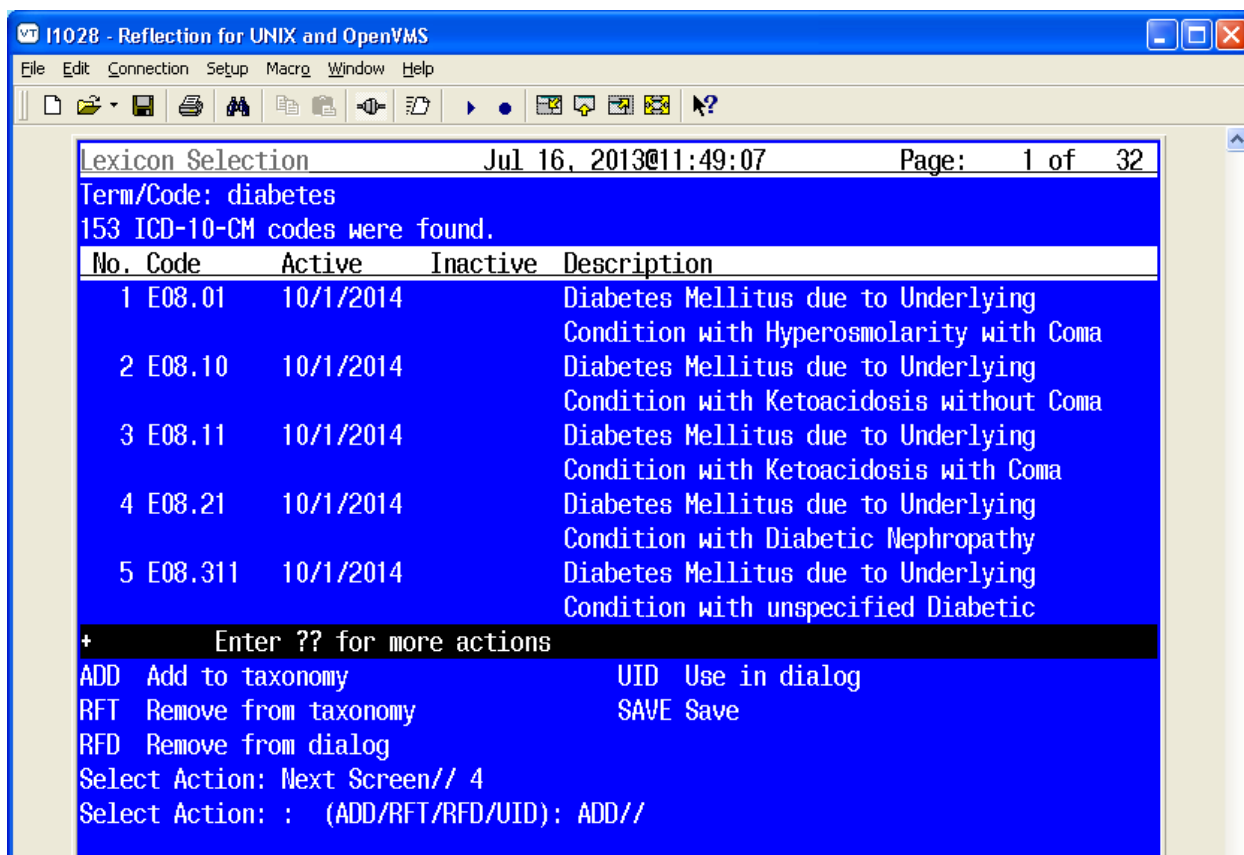 I1028 - Reflection for UNIX and OpenVMS
File Edit Connection Setup Macro Window Help
Lexicon Selection Jul 16, 2013@11:49:07 Page: 1 of 32
Term/Code: diabetes
153 ICD-10-CM codes were found.
No. Code Active Inactive Description
1 E08.01 10/1/2014 Diabetes Mellitus due to Underlying
Condition with Hyperosmolarity with Coma
2 E08.10 10/1/2014 Diabetes Mellitus due to Underlying
Condition with Ketoacidosis without Coma
3 E08.11 10/1/2014 Diabetes Mellitus due to Underlying
Condition with Ketoacidosis with Coma
4 E08.21 10/1/2014 Diabetes Mellitus due to Underlying
Condition with Diabetic Nephropathy
5 E08.311 10/1/2014 Diabetes Mellitus due to Underlying
Condition with unspecified Diabetic
+ Enter ?? for more actions
ADD Add to taxonomy UID Use in dialog
RFT Remove from taxonomy SAVE Save
RFD Remove from dialog
Select Action: Next Screen// 4
Select Action: : (ADD/RFT/RFD/UID): ADD//